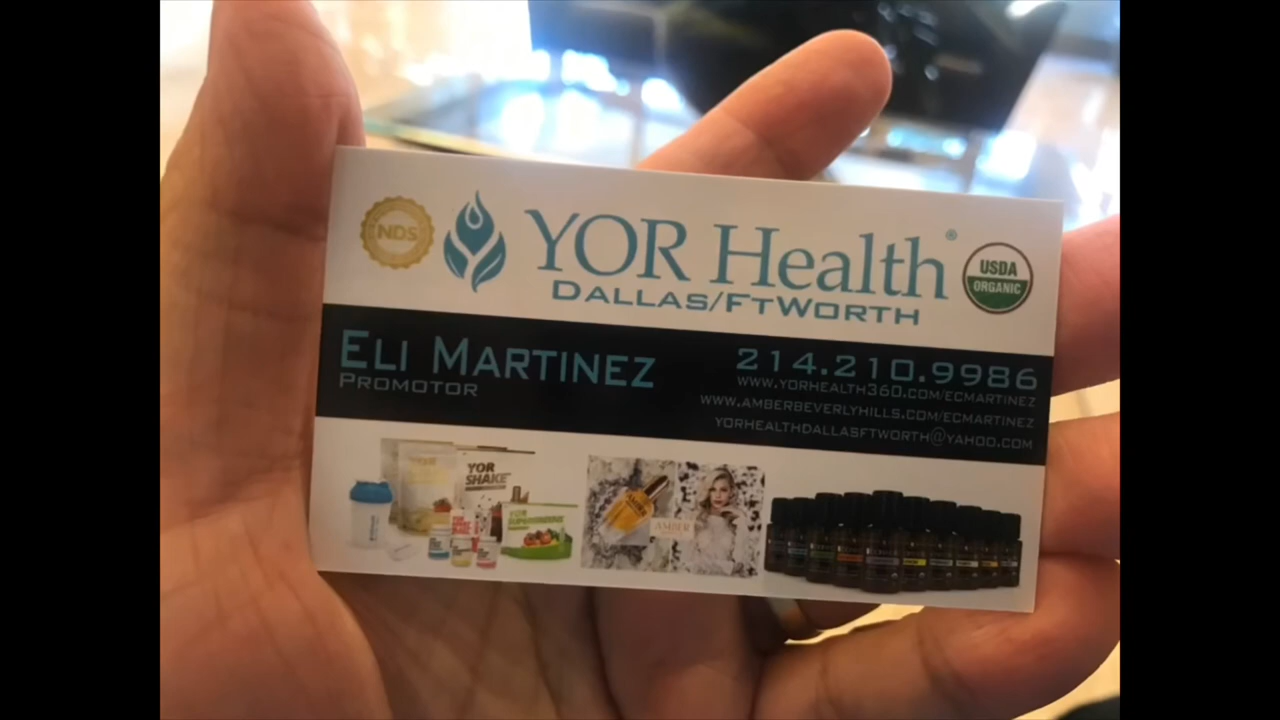 NDS
YOR Health®
DALLAS/FTWORTH
USDA
ORGANIC
ELI MARTINEZ
PROMOTOR
214.210.9986
WWW.YORHEALTH360.COM/ECMARTINEZ
WWW.AMBERBEVERLYHILLS.COM/ECMARTINEZ
YORHEALTHDALLASFTWORTH@YAHOO.COM
YOR
SHAKE
AMBER